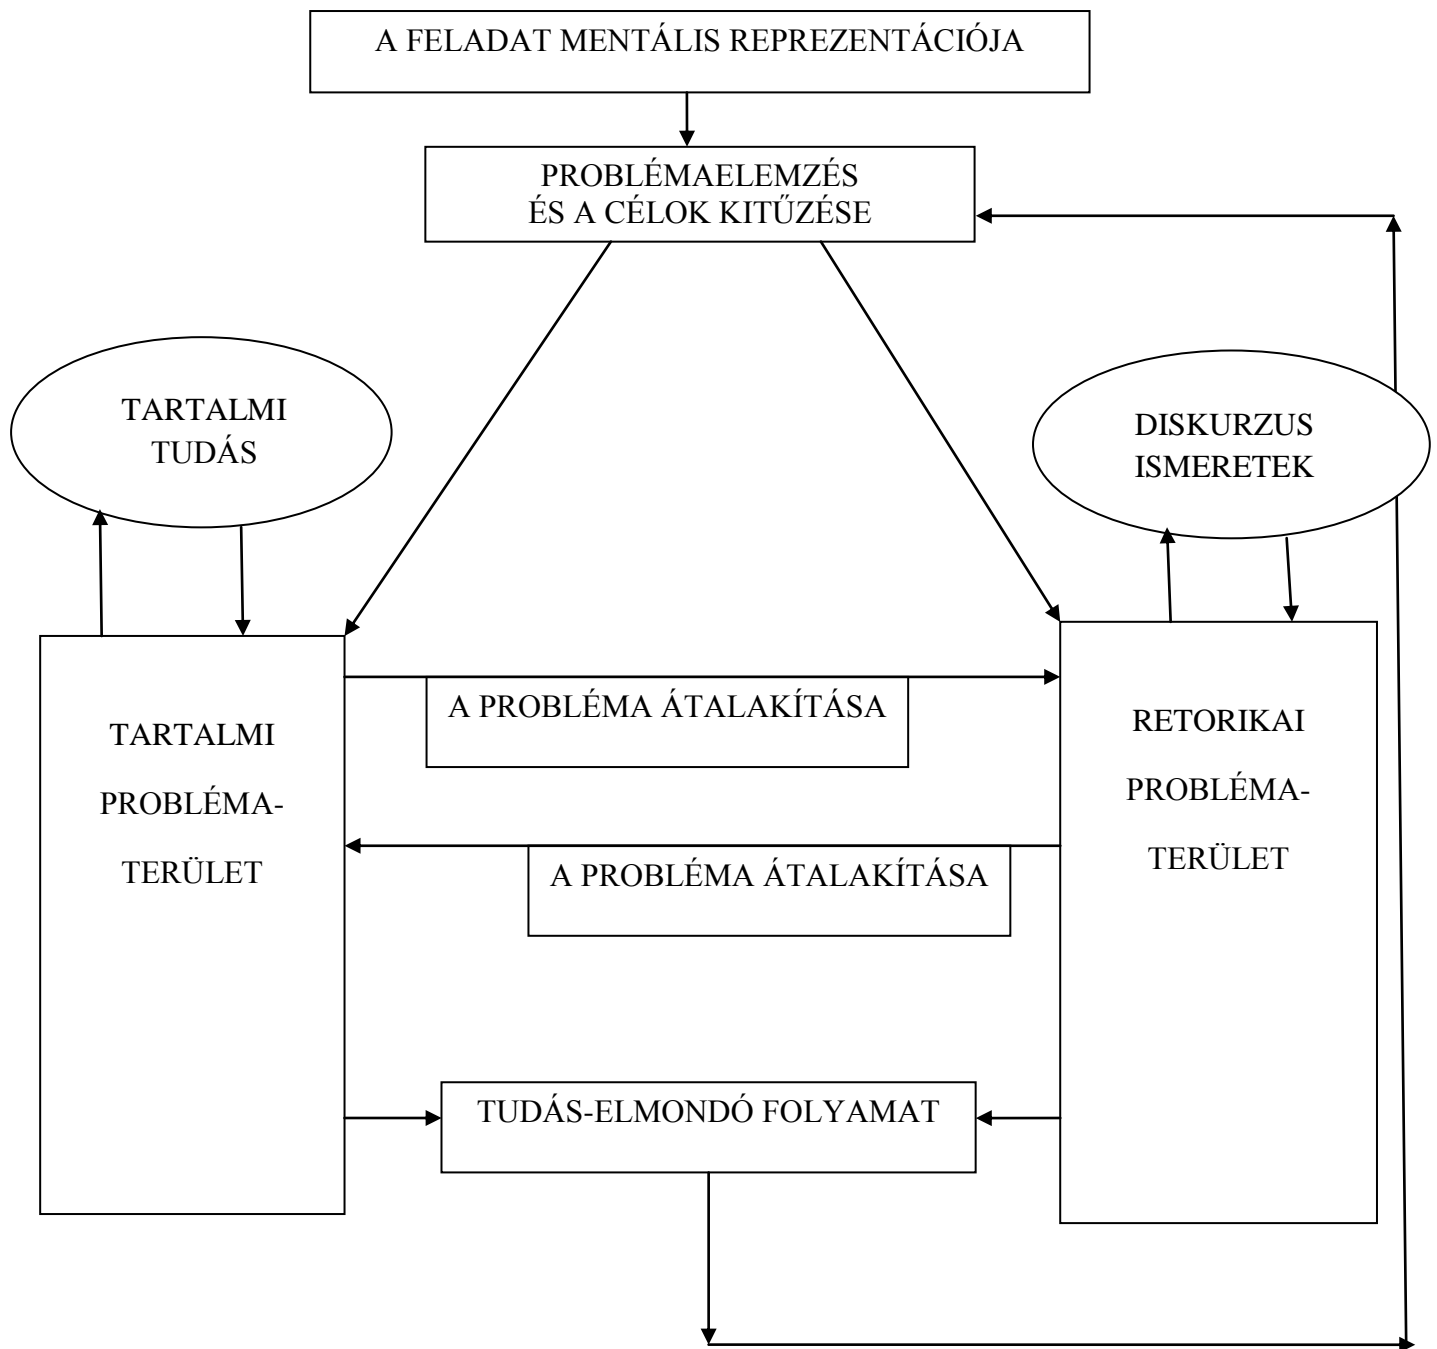 A FELADAT MENTÁLIS REPREZENTÁCIÓJA
PROBLÉMAELEMZÉS
ÉS A CÉLOK KITŰZÉSE
TARTALMI
TUDÁS
DISKURZUS
ISMERETEK
A PROBLÉMA ÁTALAKÍTÁSA
TARTALMI
PROBLÉMA-
TERÜLET
RETORIKAI
PROBLÉMA-
TERÜLET
A PROBLÉMA ÁTALAKÍTÁSA
TUDÁS-ELMONDÓ FOLYAMAT